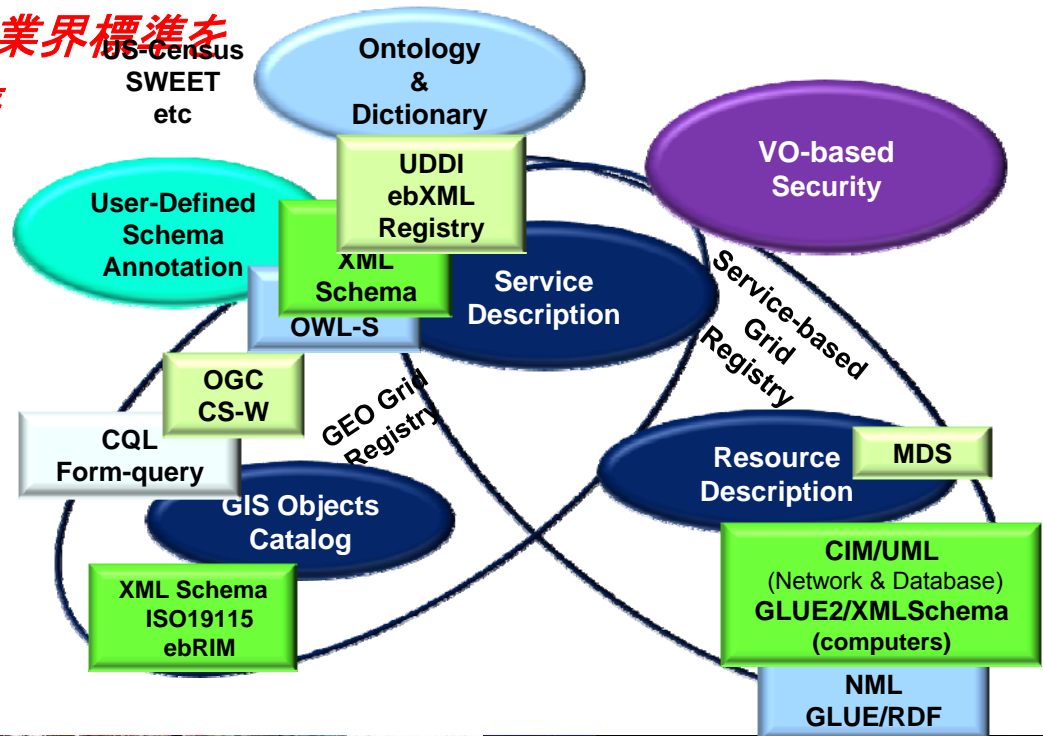 業界標準を
US-Census
SWEET
etc
Ontology
&
Dictionary
VO-based
Security
UDDI
ebXML
Registry
User-Defined
Schema
Annotation
XML
Schema
Service
Description
OWL-S
Service-based
Grid
Registry
OGC
CS-W
GEO Grid
Registry
CQL
Form-query
Resource
Description
MDS
GIS Objects
Catalog
XML Schema
ISO19115
ebRIM
CIM/UML
(Network & Database)
GLUE2/XMLSchema
(computers)
NML
GLUE/RDF